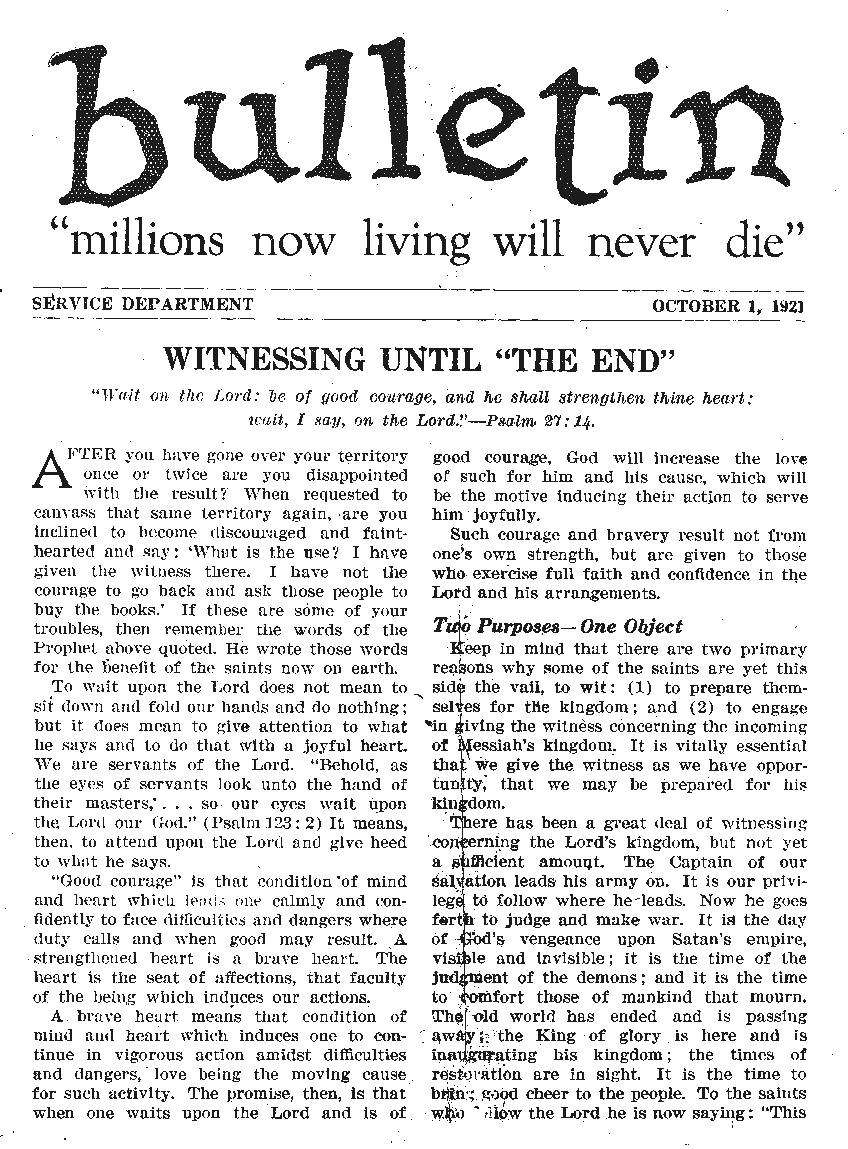 bulletin
“millions now living will never die”
SERVICE DEPARTMENT
OCTOBER 1, 1921
WITNESSING UNTIL “THE END”
“Wait on the Lord: be of good courage, and he shall strengthen thine heart:
wait, I say, on the Lord.”—Psalm 27:14.
AFTER you have gone over your territory
once or twice are you disappointed
with the result? When requested to
canvass that same territory again, are you
inclined to become discouraged and faint-
hearted and say: ‘What is the use? I have
given the witness there. I have not the
courage to go back and ask those people to
buy the books.’ If these are some of your
troubles, then remember the words of the
Prophet above quoted. He wrote those words
for the benefit of the saints now on earth.
To wait upon the Lord does not mean to
sit down and fold our hands and do nothing;
but it does mean to give attention to what
he says and to do that with a joyful heart.
We are servants of the Lord. “Behold, as
the eyes of servants look unto the hand of
their masters, . . . so our eyes wait upon
the Lord our God.” (Psalm 123:2) It means,
then, to attend upon the Lord and give heed
to what he says.
“Good courage” is that condition of mind
and heart which leads one calmly and con-
fidently to face difficulties and dangers where
duty calls and when good may result. A
strengthened heart is a brave heart. The
heart is the seat of affections, that faculty
of the being which induces our actions.
A brave heart means that condition of
mind and heart which induces one to con-
tinue in vigorous action amidst difficulties
and dangers, love being the moving cause
for such activity. The promise, then, is that
when one waits upon the Lord and is of
good courage, God will increase the love
of such for him and his cause, which will
be the motive inducing their action to serve
him joyfully.
Such courage and bravery result not from
one’s own strength, but are given to those
who exercise full faith and confidence in the
Lord and his arrangements.
Two Purposes—One Object
Keep in mind that there are two primary
reasons why some of the saints are yet this
side the vail, to wit: (1) to prepare them-
selves for the kingdom; and (2) to engage
in giving the witness concerning the incoming
of Messiah’s kingdom. It is vitally essential
that we give the witness as we have oppor-
tunity, that we may be prepared for his
kingdom.
There has been a great deal of witnessing
concerning the Lord’s kingdom, but not yet
a sufficient amount. The Captain of our
salvation leads his army on. It is our privi-
lege to follow where he leads. Now he goes
forth to judge and make war. It is the day
of God’s vengeance upon Satan’s empire,
visible and invisible; it is the time of the
judgment of the demons; and it is the time
to comfort those of mankind that mourn.
The old world has ended and is passing
away; the King of glory is here and is
inaugurating his kingdom; the times of
restoration are in sight. It is the time to
bring good cheer to the people. To the saints
who follow the Lord he is now saying: “This